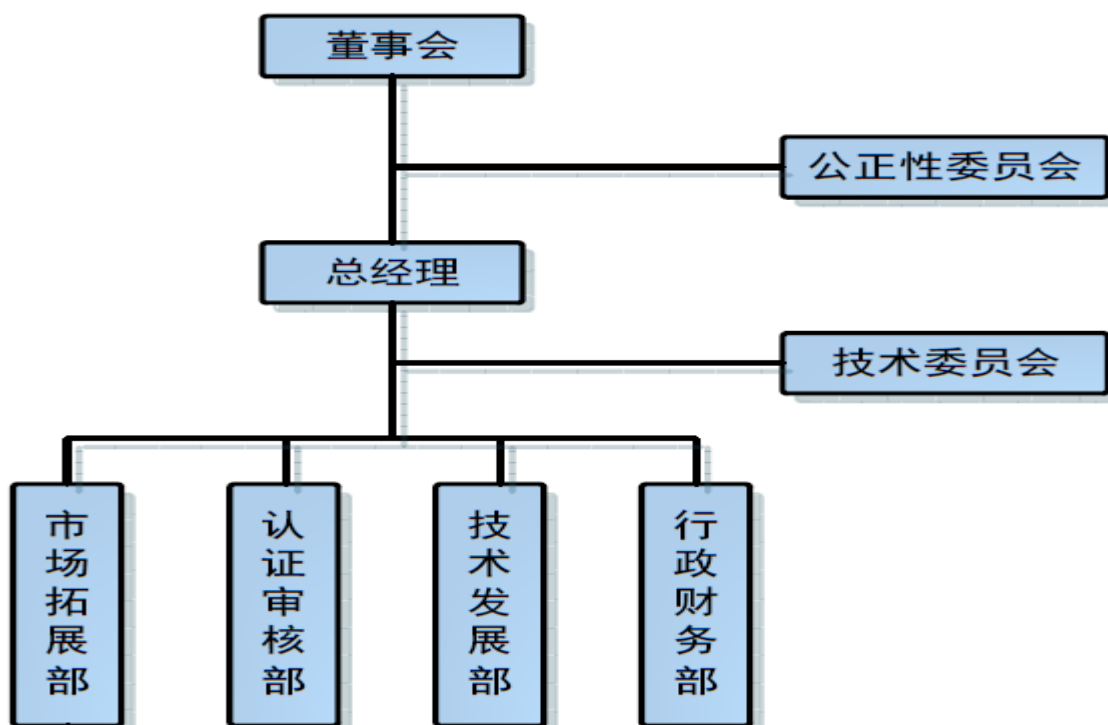 董事会
公正性委员会
总经理
技术委员会
市场拓展部
认证审核部
技术发展部
行政财务部